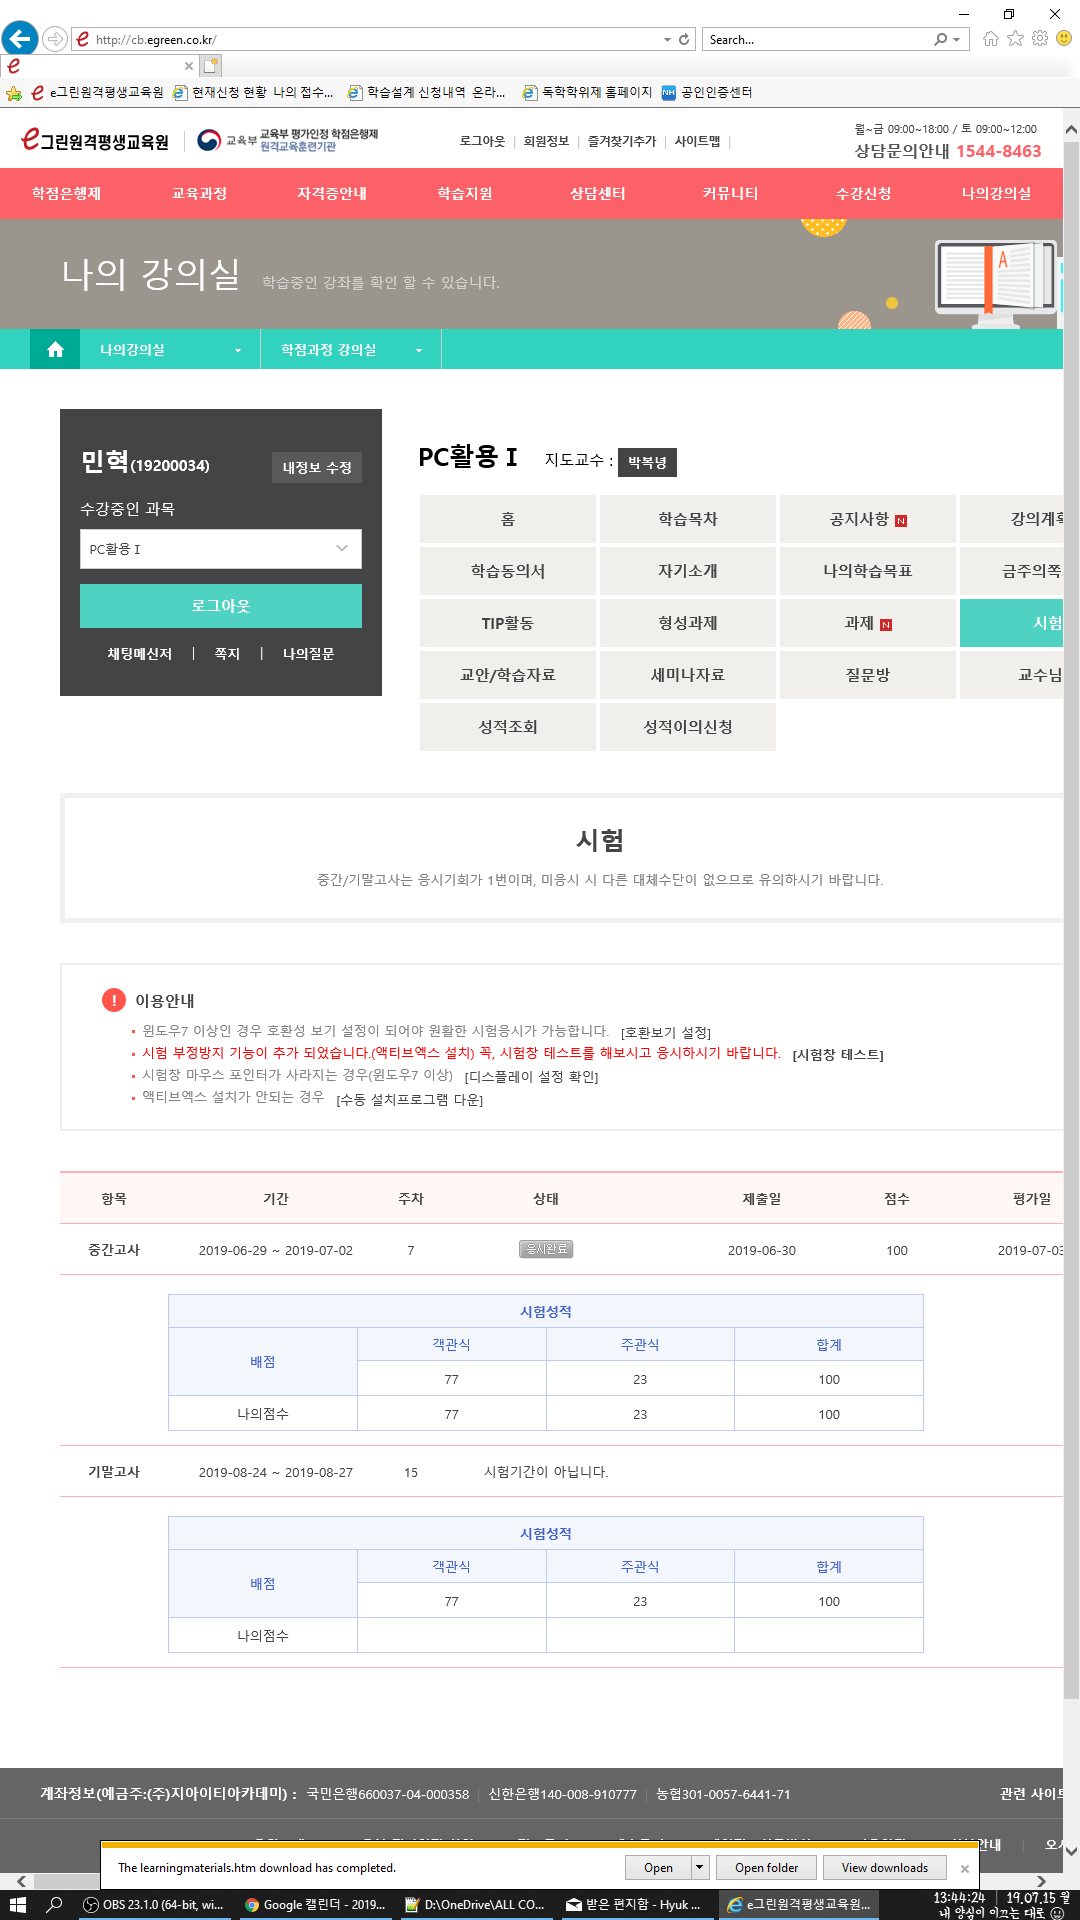 http://cb.egreen.co.kr/
Search...
e그린원격평생교육원
현재신청 현황 나의 접수...
학습설계 신청내역 온라...
독학학위제 홈페이지
공인인증센터
e그린원격평생교육원
교육부
교육부 평가인정 학점은행제
원격교육훈련기관
로그아웃 | 회원정보 | 즐겨찾기추가 | 사이트맵 |
월~금 09:00~18:00 / 토 09:00~12:00
상담문의안내 1544-8463
학점은행제 교육과정 자격증안내 학습지원 상담센터 커뮤니티 수강신청 나의강의실
나의 강의실 학습중인 강좌를 확인 할 수 있습니다.
나의강의실 학점과정 강의실
민혁(19200034) 내정보 수정
수강중인 과목
PC활용 I
로그아웃
채팅메신저 | 쪽지 | 나의질문
PC활용 I 지도교수 : 박복녕
홈 학습목차 공지사항 N 강의계획
학습동의서 자기소개 나의학습목표 금주의쪽
TIP활동 형성과제 과제 N 시험
교안/학습자료 세미나자료 질문방 교수님
성적조회 성적이의신청
시험
중간/기말고사는 응시기회가 1번이며, 미응시 시 다른 대체수단이 없으므로 유의하시기 바랍니다.
이용안내
윈도우7 이상인 경우 호환성 보기 설정이 되어야 원활한 시험응시가 가능합니다. [호환보기 설정]
시험 부정방지 기능이 추가 되었습니다.(액티브엑스 설치) 꼭, 시험창 테스트를 해보시고 응시하시기 바랍니다. [시험창 테스트]
시험창 마우스 포인터가 사라지는 경우(윈도우7 이상) [디스플레이 설정 확인]
액티브엑스 설치가 안되는 경우 [수동 설치프로그램 다운]
항목 기간 주차 상태 제출일 점수 평가일
중간고사 2019-06-29 ~ 2019-07-02 7 응시완료 2019-06-30 100 2019-07-03
시험성적
배점 객관식 주관식 합계
77 23 100
나의점수 77 23 100
기말고사 2019-08-24 ~ 2019-08-27 15 시험기간이 아닙니다.
시험성적
배점 객관식 주관식 합계
77 23 100
나의점수
계좌정보(예금주:(주)지아이티아카데미) : 국민은행660037-04-000358 | 신한은행140-008-910777 | 농협301-0057-6441-71 관련 사이트
The learningmaterials.htm download has completed.
Open
Open folder
View downloads
OBS 23.1.0 (64-bit, wi...
Google 캘린더 - 2019...
D:\OneDrive\ALL CO...
받은 편지함 - Hyuk ...
e그린원격평생교육원...
13:44:24 19.07.15 월
내 양심이 이끄는 대로